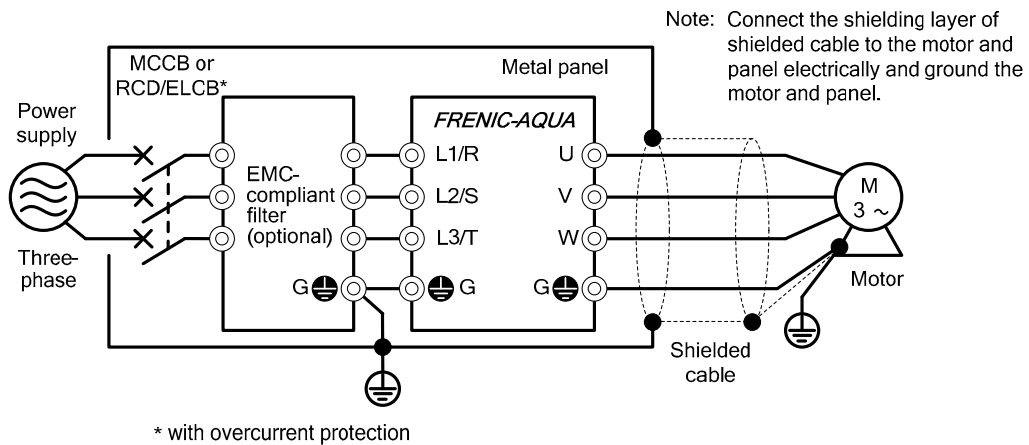 Note: Connect the shielding layer of
shielded cable to the motor and
panel electrically and ground the
motor and panel.
MCCB or
RCD/ELCB*
Metal panel
Power
supply
FRENIC-AQUA
L1/R
U
EMC-
compliant
filter
(optional)
L2/S
V
M
3 ~
L3/T
W
Three-
phase
G
G
G
Motor
Shielded
cable
* with overcurrent protection